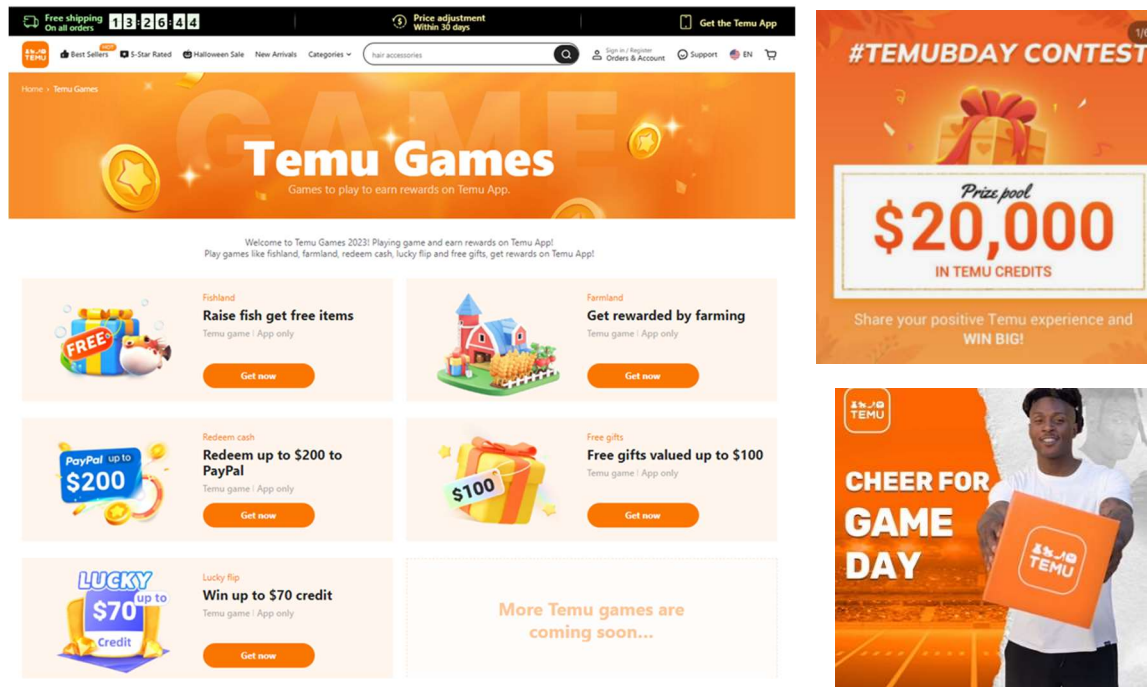 Free shipping
On all orders
13:26:44
Price adjustment
Within 30 days
Get the Temu App
TEMU
Best Sellers
HOT
5-Star Rated
Halloween Sale
New Arrivals
Categories
hair accessories
Sign in / Register
Orders & Account
Support
EN
Home > Temu Games
GAME
Temu Games
Games to play to earn rewards on Temu App.
Welcome to Temu Games 2023! Playing game and earn rewards on Temu App!
Play games like fishland, farmland, redeem cash, lucky flip and free gifts, get rewards on Temu App!
FREE
Fishland
Raise fish get free items
Temu game | App only
Get now
Farmland
Get rewarded by farming
Temu game | App only
Get now
PayPal up to
$200
Redeem cash
Redeem up to $200 to
PayPal
Temu game | App only
Get now
$100
Free gifts
Free gifts valued up to $100
Temu game | App only
Get now
LUCKY
up to
$70
Credit
Lucky flip
Win up to $70 credit
Temu game | App only
Get now
More Temu games are
coming soon...
1/6
#TEMUBDAY CONTEST
Prize pool
$20,000
IN TEMU CREDITS
Share your positive Temu experience and
WIN BIG!
TEMU
CHEER FOR
GAME
DAY
TEMU